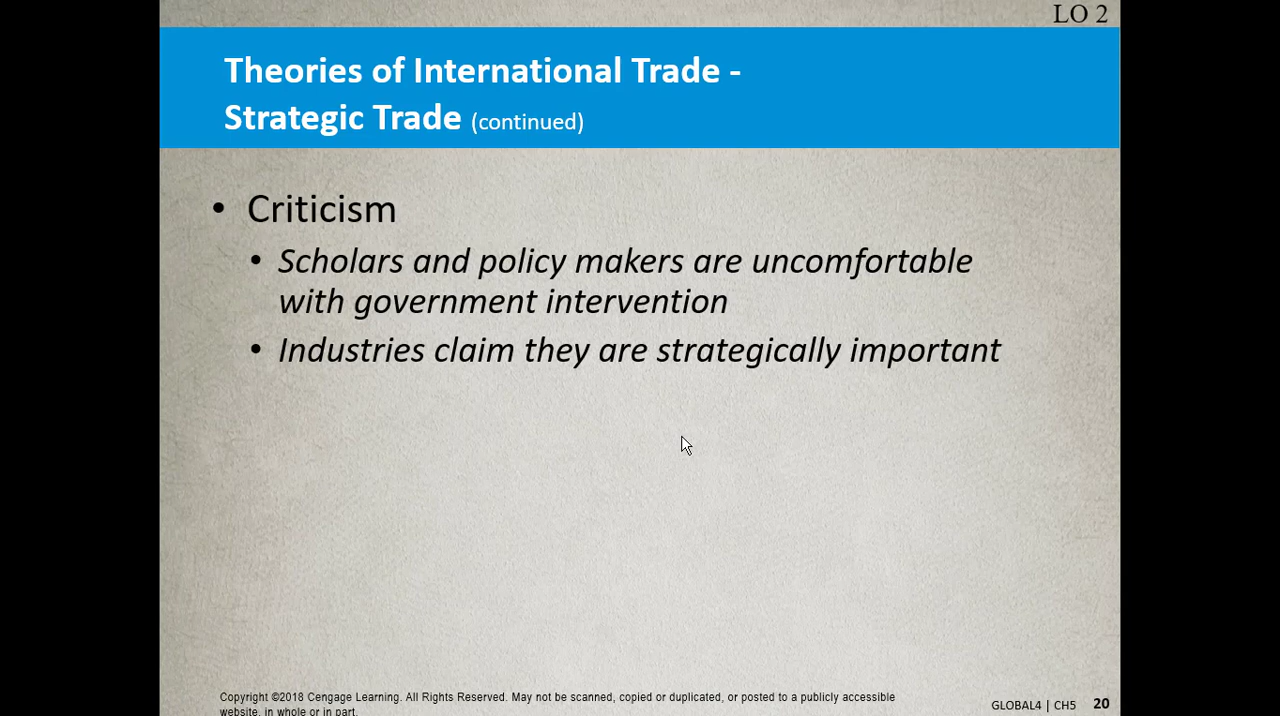 LO 2
Theories of International Trade -
Strategic Trade (continued)
• Criticism
• Scholars and policy makers are uncomfortable
with government intervention
• Industries claim they are strategically important
Copyright ©2018 Cengage Learning. All Rights Reserved. May not be scanned, copied or duplicated, or posted to a publicly accessible
website, in whole or in part.
GLOBAL4 | CH5 20